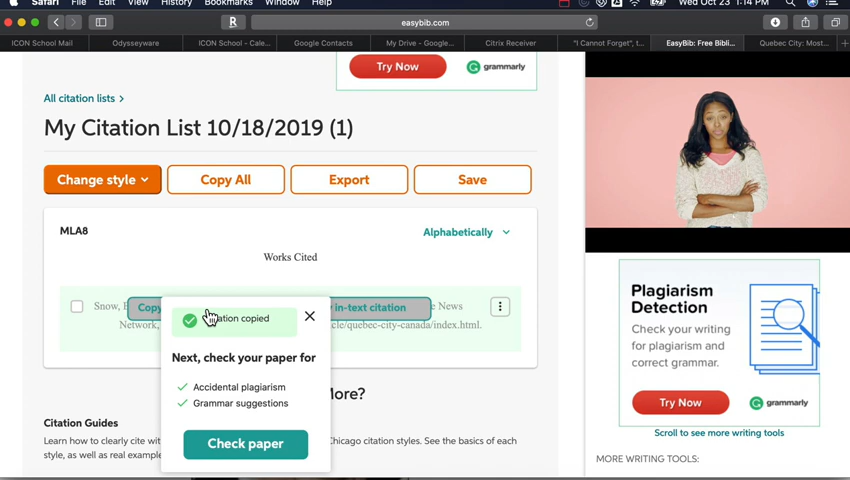 Safari File Edit View History Bookmarks Window Help Wed Oct 23 1:14 PM
easybib.com
ICON School Mail Odysseyware ICON School - Cale... Google Contacts My Drive - Google... Citrix Receiver "I Cannot Forget", t... EasyBib: Free Bibli... Quebec City: Most...
Try Now grammarly
All citation lists >
My Citation List 10/18/2019 (1)
Change style Copy All Export Save
MLA8 Alphabetically
Works Cited
Snow, Copy in-text citation e News
Network, cle/quebec-city-canada/index.html.
ation copied
Next, check your paper for
Accidental plagiarism
Grammar suggestions
Check paper
More?
Citation Guides
Learn how to clearly cite wit Chicago citation styles. See the basics of each
style, as well as real example
Plagiarism
Detection
Check your writing
for plagiarism and
correct grammar.
Try Now grammarly
Scroll to see more writing tools
MORE WRITING TOOLS: